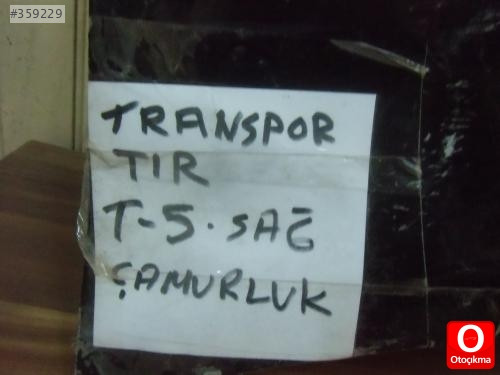 #359229
TRANSPOR
TIR
T-5.SAĞ
ÇAMURLUK
O
Otoçıkma